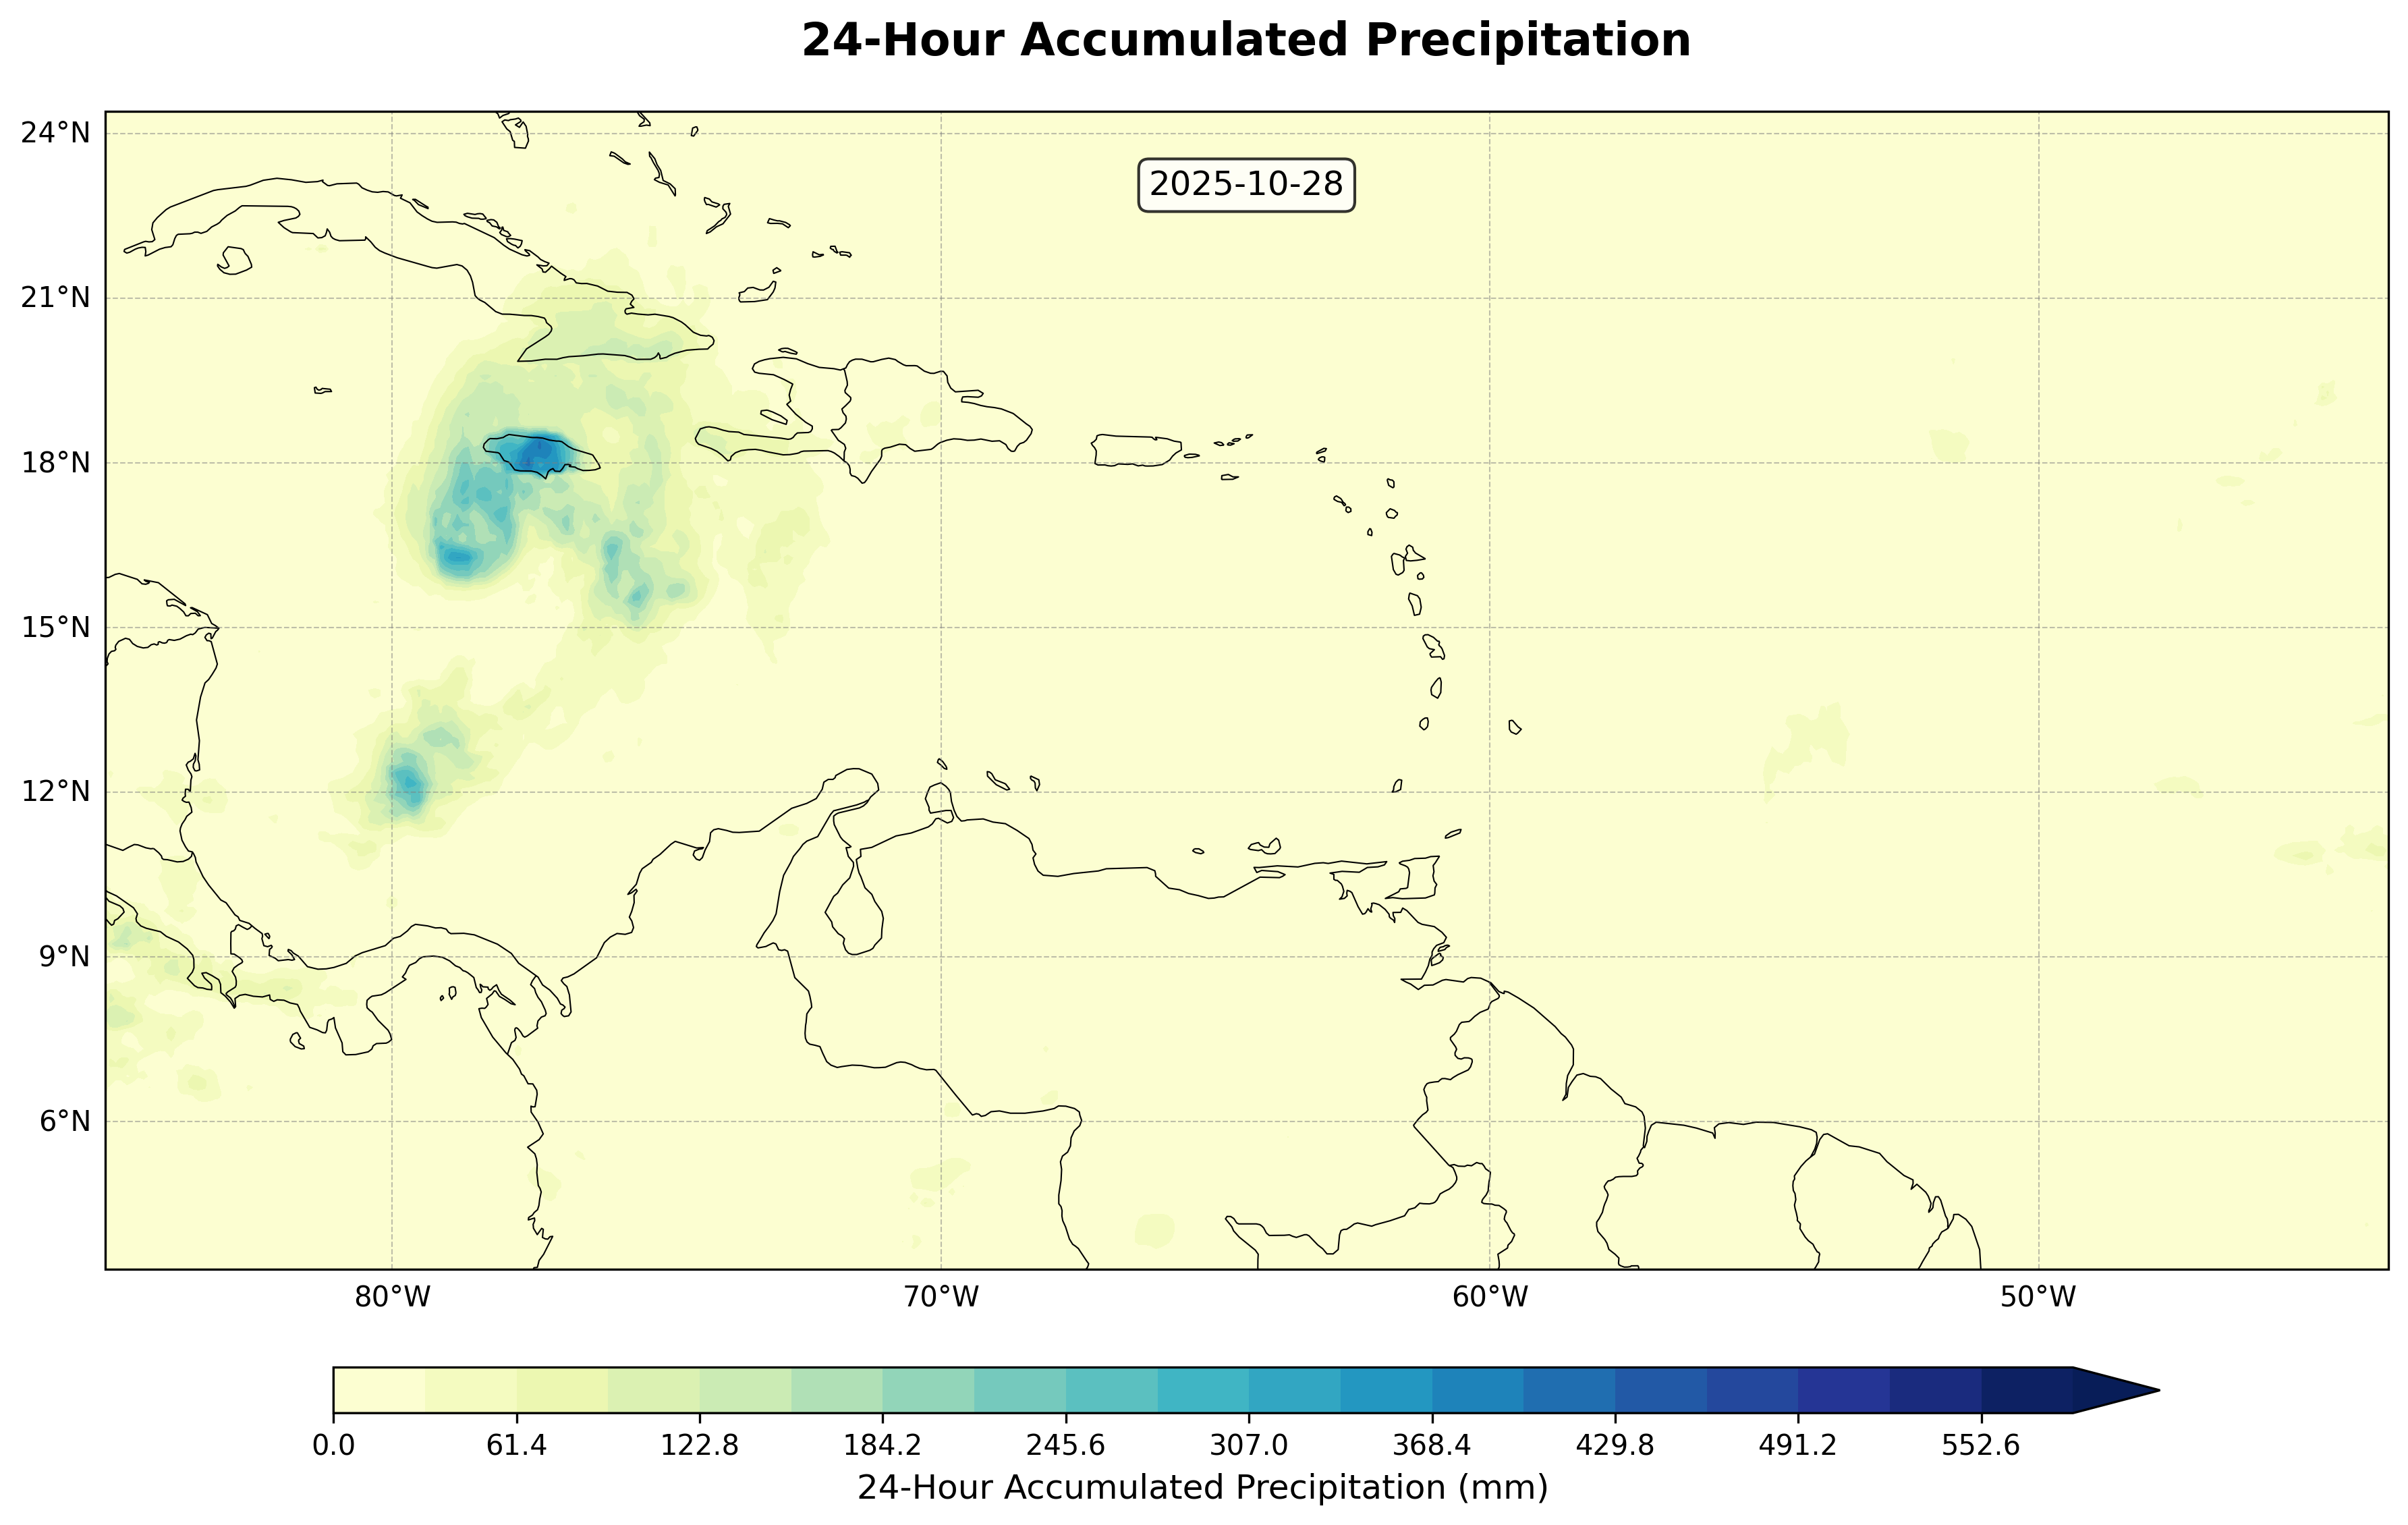 24-Hour Accumulated Precipitation
2025-10-28
24°N
21°N
18°N
15°N
12°N
9°N
6°N
80°W 70°W 60°W 50°W
0.0 61.4 122.8 184.2 245.6 307.0 368.4 429.8 491.2 552.6
24-Hour Accumulated Precipitation (mm)